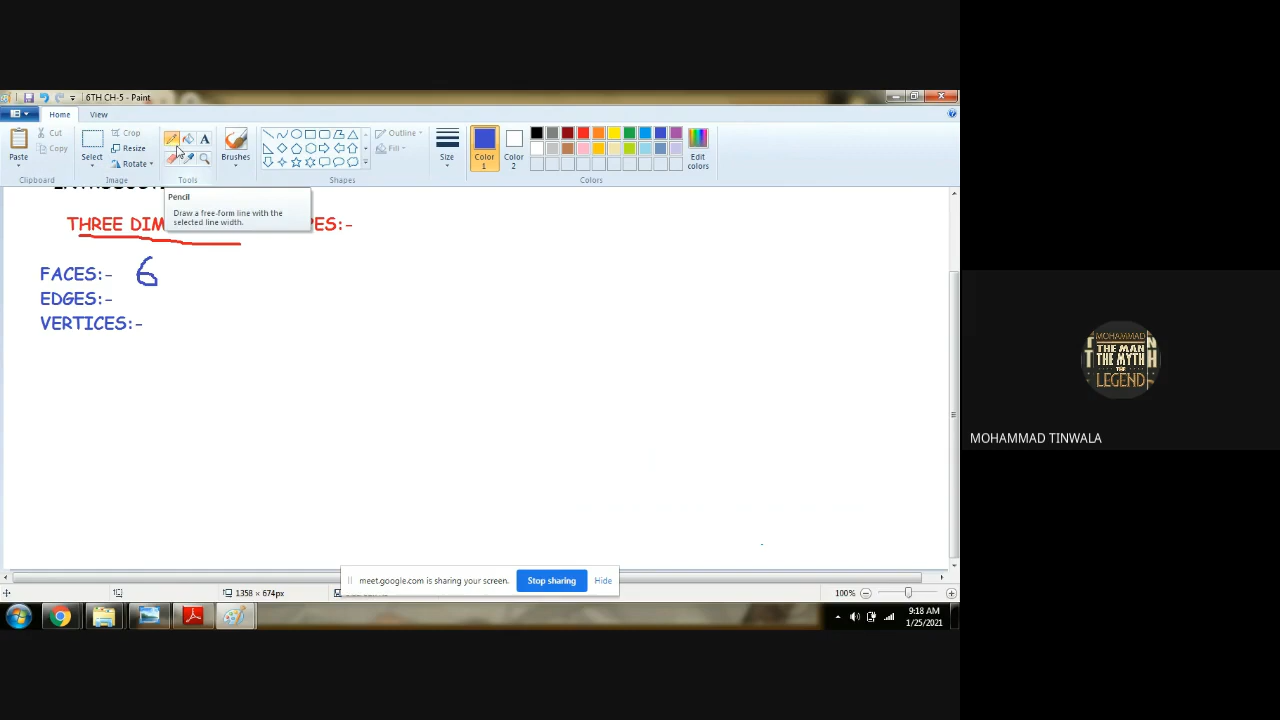 6TH CH-5 - Paint
Home
View
Paste
Cut
Copy
Clipboard
Select
Crop
Resize
Rotate
Image
A
Tools
Brushes
Outline
Fill
Shapes
Size
Color 1
Color 2
Edit colors
Colors
Pencil
Draw a free-form line with the selected line width.
THREE DIM
PES:-
FACES:- 6
EDGES:-
VERTICES:-
meet.google.com is sharing your screen.
Stop sharing
Hide
1358 × 674px
100%
9:18 AM
1/25/2021
MOHAMMAD
THE MAN
THE MYTH
THE
LEGEND
MOHAMMAD TINWALA